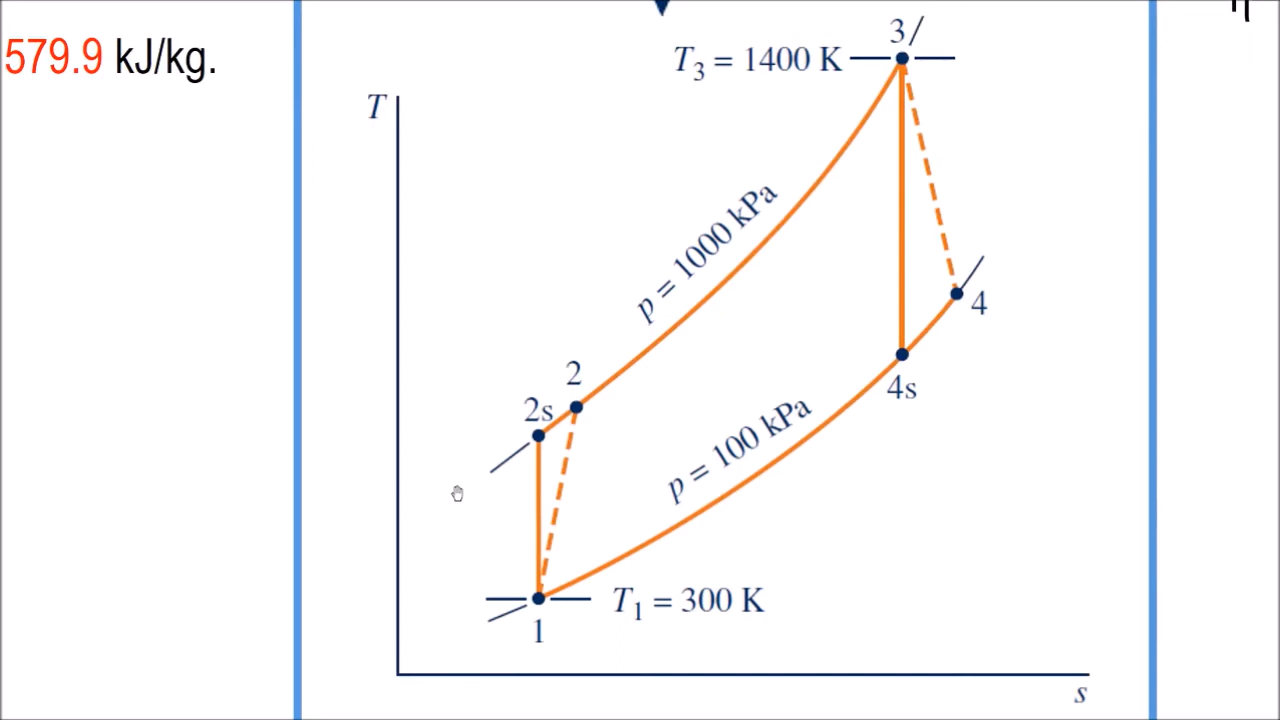 579.9 kJ/kg.
3
T₃ = 1400 K
T
p = 1000 kPa
4
2
2s
4s
p = 100 kPa
T₁ = 300 K
1
s